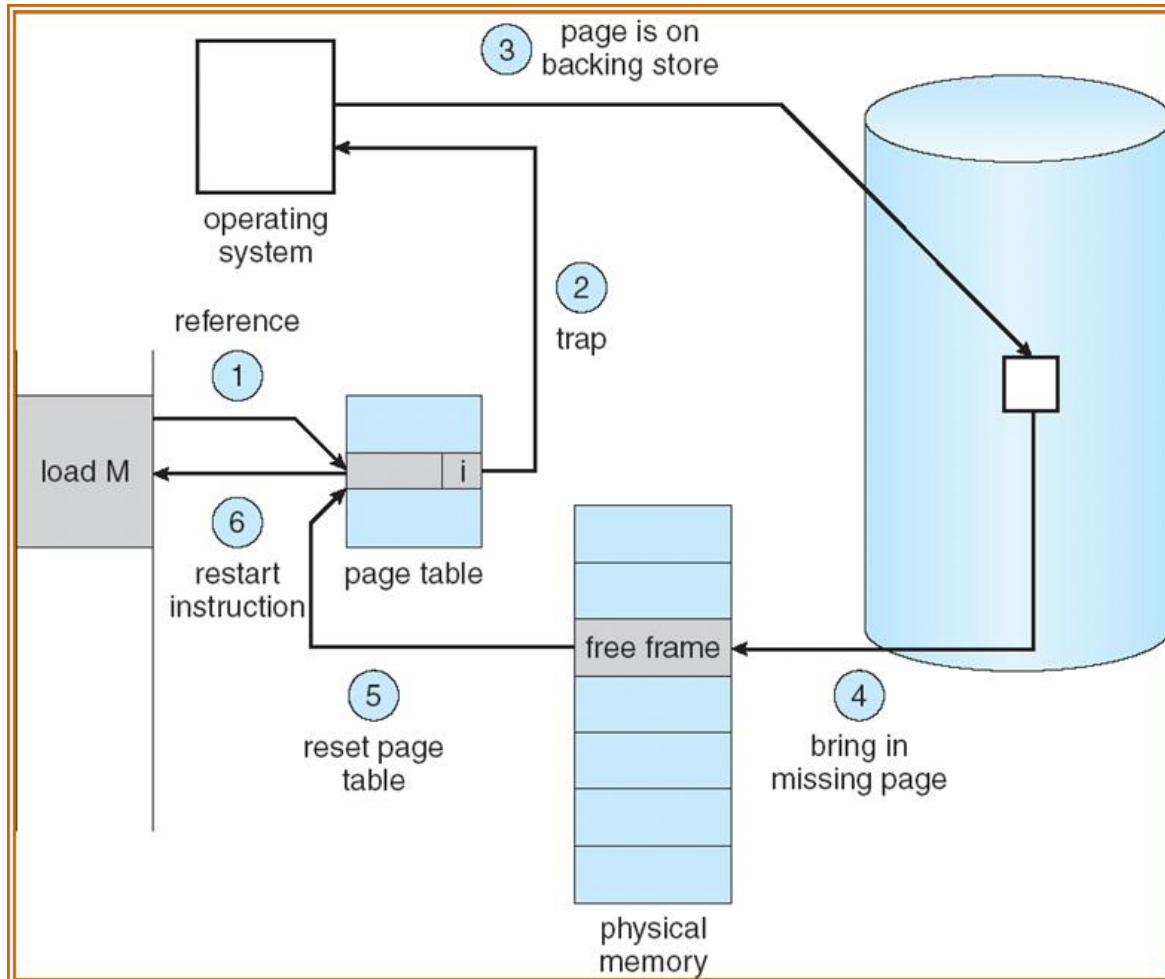 3
page is on
backing store
operating
system
2
trap
reference
1
load M
i
6
restart
instruction
page table
free frame
5
reset page
table
4
bring in
missing page
physical
memory